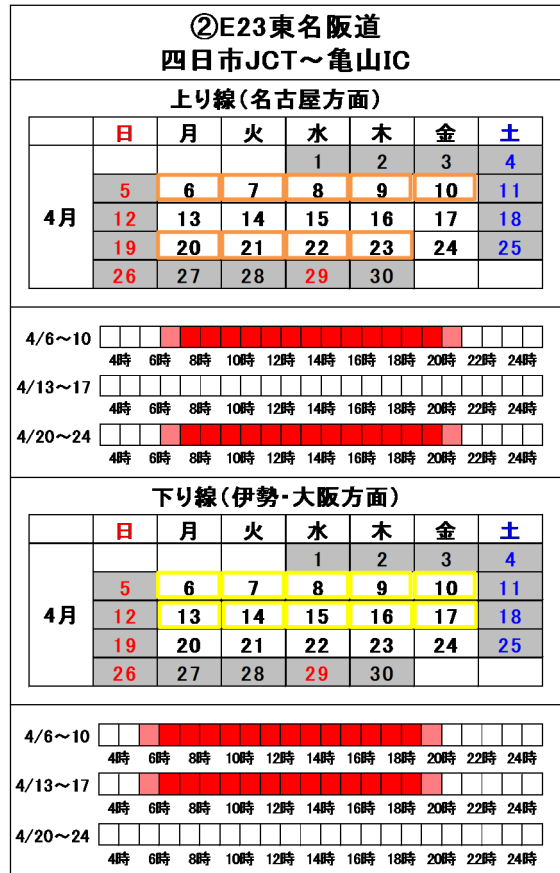 ②E23東名阪道
四日市JCT～亀山IC
上り線（名古屋方面）
日 月 火 水 木 金 土
1 2 3 4
5 6 7 8 9 10 11
4月 12 13 14 15 16 17 18
19 20 21 22 23 24 25
26 27 28 29 30
4/6～10
4時 6時 8時 10時 12時 14時 16時 18時 20時 22時 24時
4/13～17
4時 6時 8時 10時 12時 14時 16時 18時 20時 22時 24時
4/20～24
4時 6時 8時 10時 12時 14時 16時 18時 20時 22時 24時
下り線（伊勢・大阪方面）
日 月 火 水 木 金 土
1 2 3 4
5 6 7 8 9 10 11
4月 12 13 14 15 16 17 18
19 20 21 22 23 24 25
26 27 28 29 30
4/6～10
4時 6時 8時 10時 12時 14時 16時 18時 20時 22時 24時
4/13～17
4時 6時 8時 10時 12時 14時 16時 18時 20時 22時 24時
4/20～24
4時 6時 8時 10時 12時 14時 16時 18時 20時 22時 24時